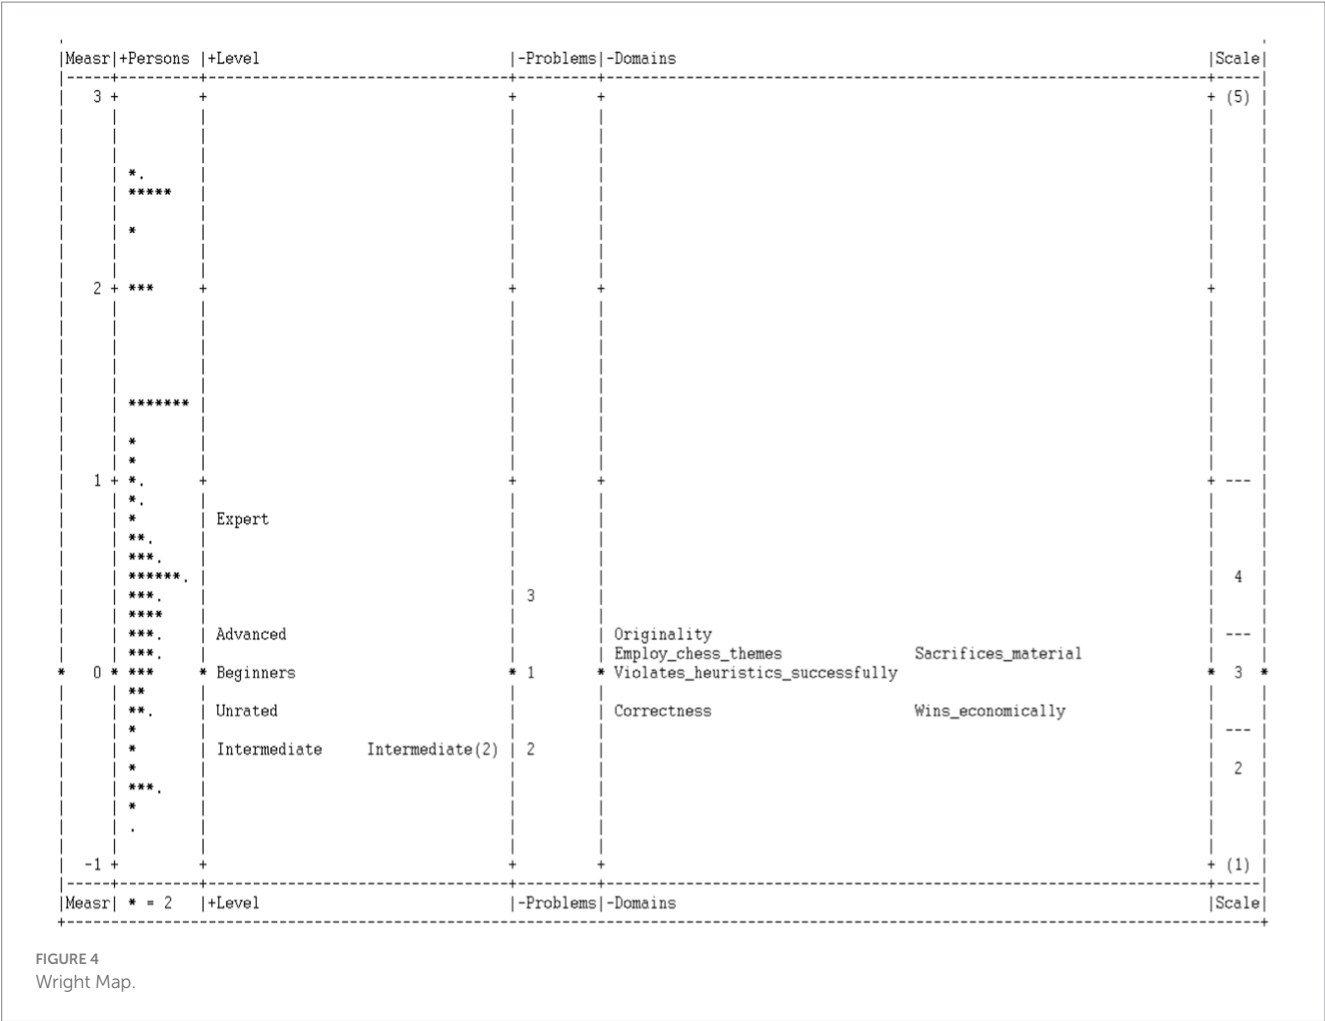 |Measr|+Persons |+Level |-Problems|-Domains |Scale|
3 + + + + + (5)
*.
*****
*
2 + *** + + + +
*******
*
*
1 + *. + + + + ---
*.
* | Expert
**.
***.
******. 4
***. 3
****
***. | Advanced | Originality ---
***. | Employ_chess_themes Sacrifices_material
* 0 * *** * Beginners * 1 * Violates_heuristics_successfully * 3 *
**
**. | Unrated | Correctness Wins_economically
* ---
* | Intermediate Intermediate(2) | 2
* 2
***.
*
.
-1 + + + + + (1)
|Measr| * = 2 |+Level |-Problems|-Domains |Scale|
FIGURE 4
Wright Map.